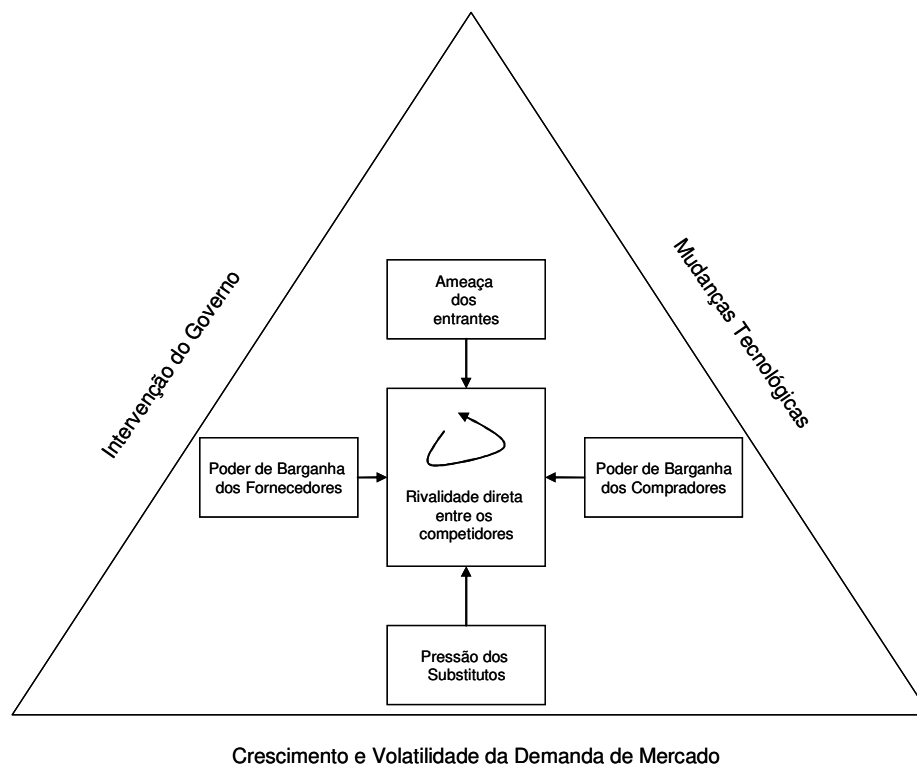 Ameaça
dos
entrantes
Intervenção do Governo
Mudanças Tecnológicas
Poder de Barganha
dos Fornecedores
Rivalidade direta
entre os
competidores
Poder de Barganha
dos Compradores
Pressão dos
Substitutos
Crescimento e Volatilidade da Demanda de Mercado